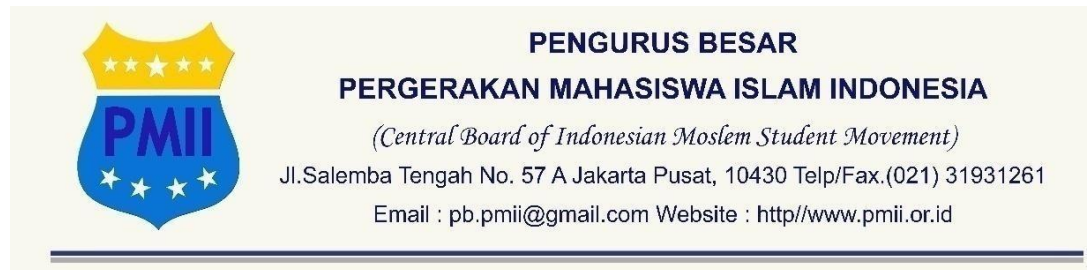 PMII
PENGURUS BESAR
PERGERAKAN MAHASISWA ISLAM INDONESIA
(Central Board of Indonesian Moslem Student Movement)
Jl.Salemba Tengah No. 57 A Jakarta Pusat, 10430 Telp/Fax.(021) 31931261
Email : pb.pmii@gmail.com Website : http//www.pmii.or.id